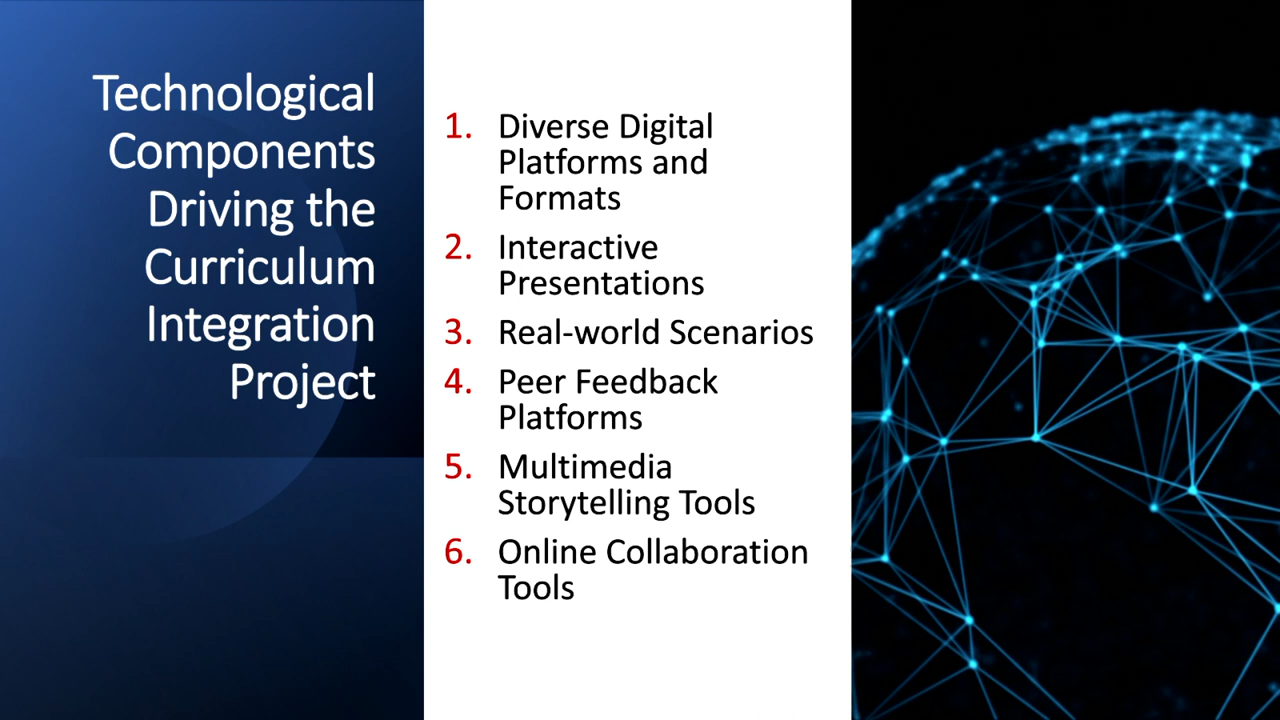 Technological
Components
Driving the
Curriculum
Integration
Project
1. Diverse Digital
Platforms and
Formats
2. Interactive
Presentations
3. Real-world Scenarios
4. Peer Feedback
Platforms
5. Multimedia
Storytelling Tools
6. Online Collaboration
Tools